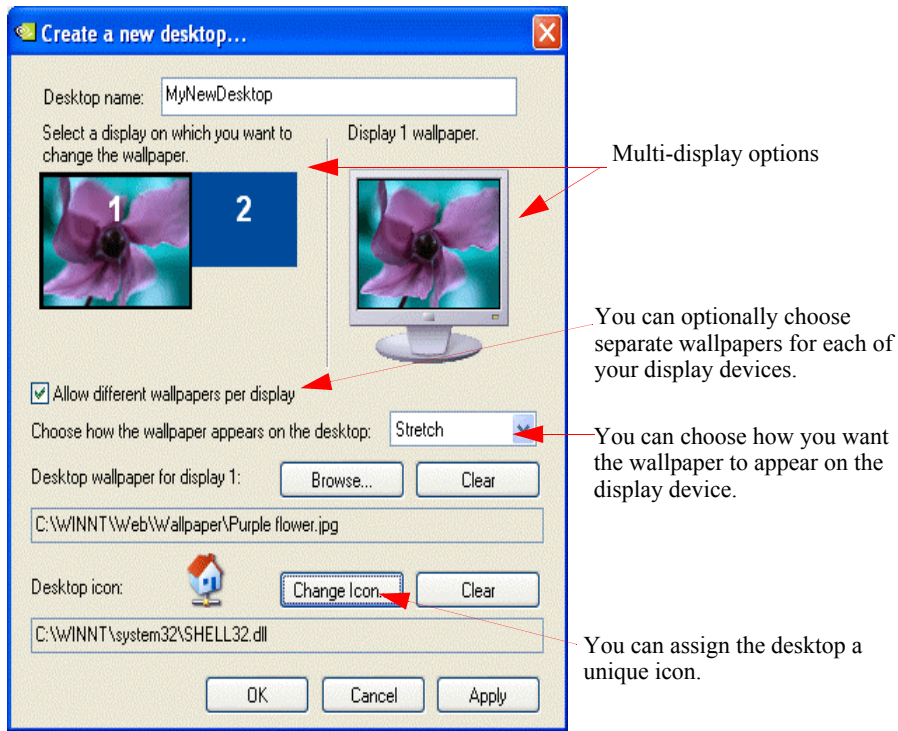 Create a new desktop...
Desktop name: MyNewDesktop
Select a display on which you want to
change the wallpaper.
Display 1 wallpaper.
1
2
Multi-display options
You can optionally choose
separate wallpapers for each of
your display devices.
Allow different wallpapers per display
Choose how the wallpaper appears on the desktop: Stretch
You can choose how you want
the wallpaper to appear on the
display device.
Desktop wallpaper for display 1: Browse... Clear
C:\WINNT\Web\Wallpaper\Purple flower.jpg
Desktop icon: Change Icon... Clear
C:\WINNT\system32\SHELL32.dll
You can assign the desktop a
unique icon.
OK Cancel Apply